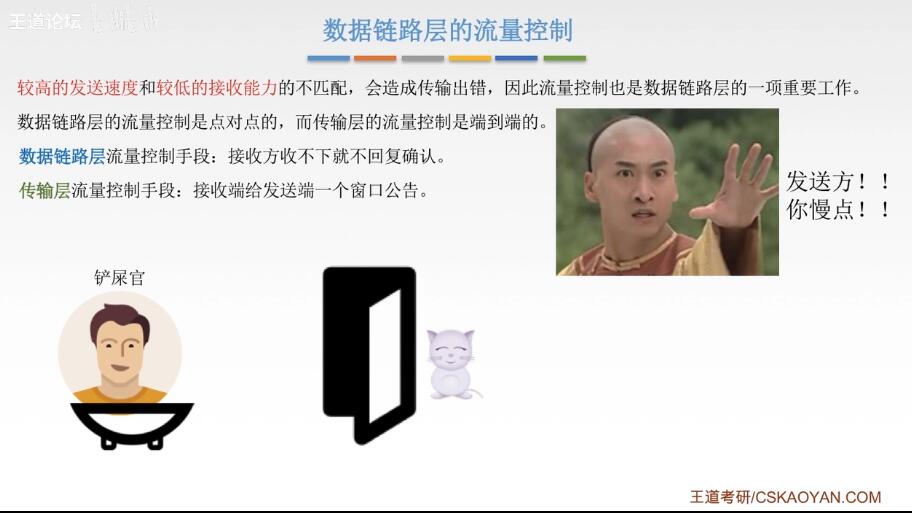 王道论坛
数据链路层的流量控制
较高的发送速度和较低的接收能力的不匹配，会造成传输出错，因此流量控制也是数据链路层的一项重要工作。
数据链路层的流量控制是点对点的，而传输层的流量控制是端到端的。
数据链路层流量控制手段：接收方收不下就不回复确认。
传输层流量控制手段：接收端给发送端一个窗口公告。
发送方！！
你慢点！！
铲屎官
王道考研/CSKAOYAN.COM